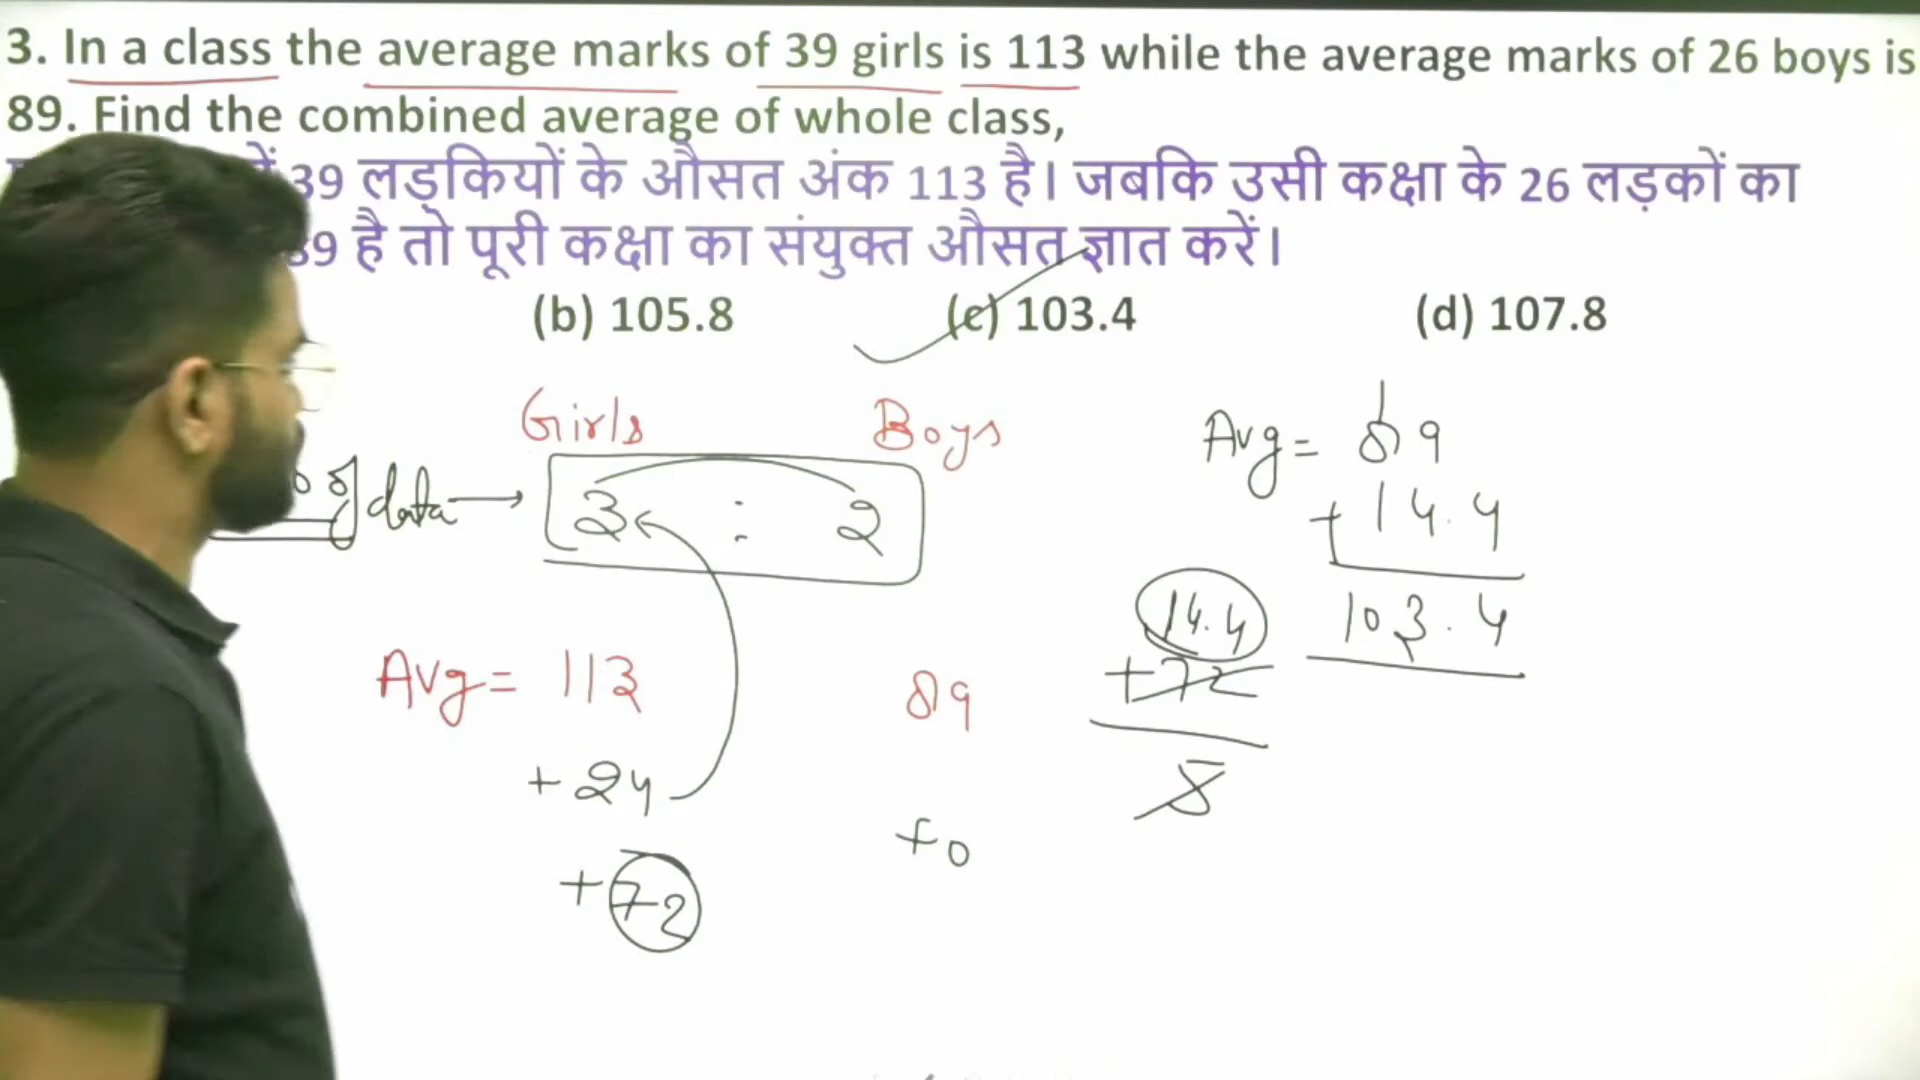 3. In a class the average marks of 39 girls is 113 while the average marks of 26 boys is
89. Find the combined average of whole class,
39 लड़कियों के औसत अंक 113 है। जबकि उसी कक्षा के 26 लड़कों का
89 है तो पूरी कक्षा का संयुक्त औसत ज्ञात करें।
(b) 105.8 (c) 103.4 (d) 107.8
Girls Boys
of data → 3 : 2
Avg = 113 89
+ 24
+ 72 +0
14.4
+72
5
Avg = 89
+ 14.4
103.4